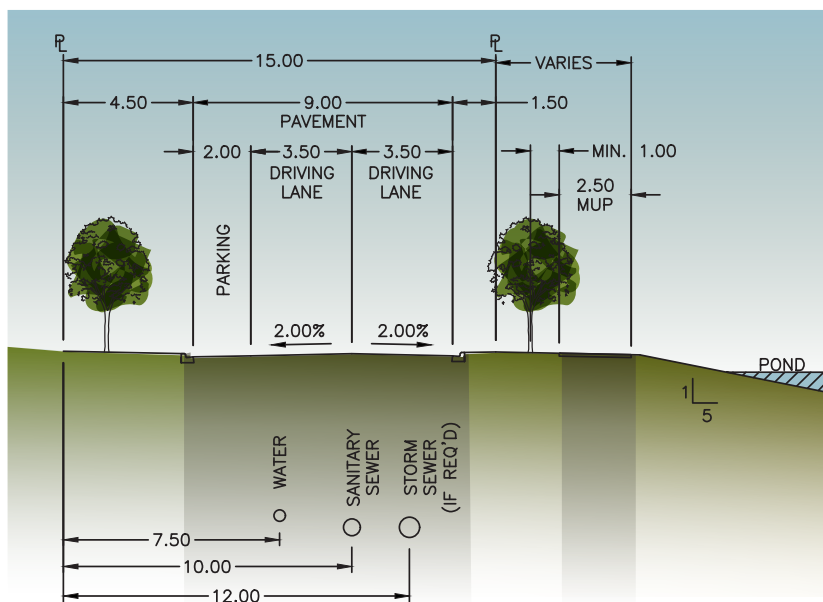 PL PL
15.00 VARIES
4.50 9.00 1.50
PAVEMENT
2.00 3.50 3.50 MIN. 1.00
DRIVING LANE DRIVING LANE
2.50
MUP
PARKING
2.00% 2.00%
POND
1
5
WATER
SANITARY SEWER
STORM SEWER (IF REQ'D)
7.50
10.00
12.00